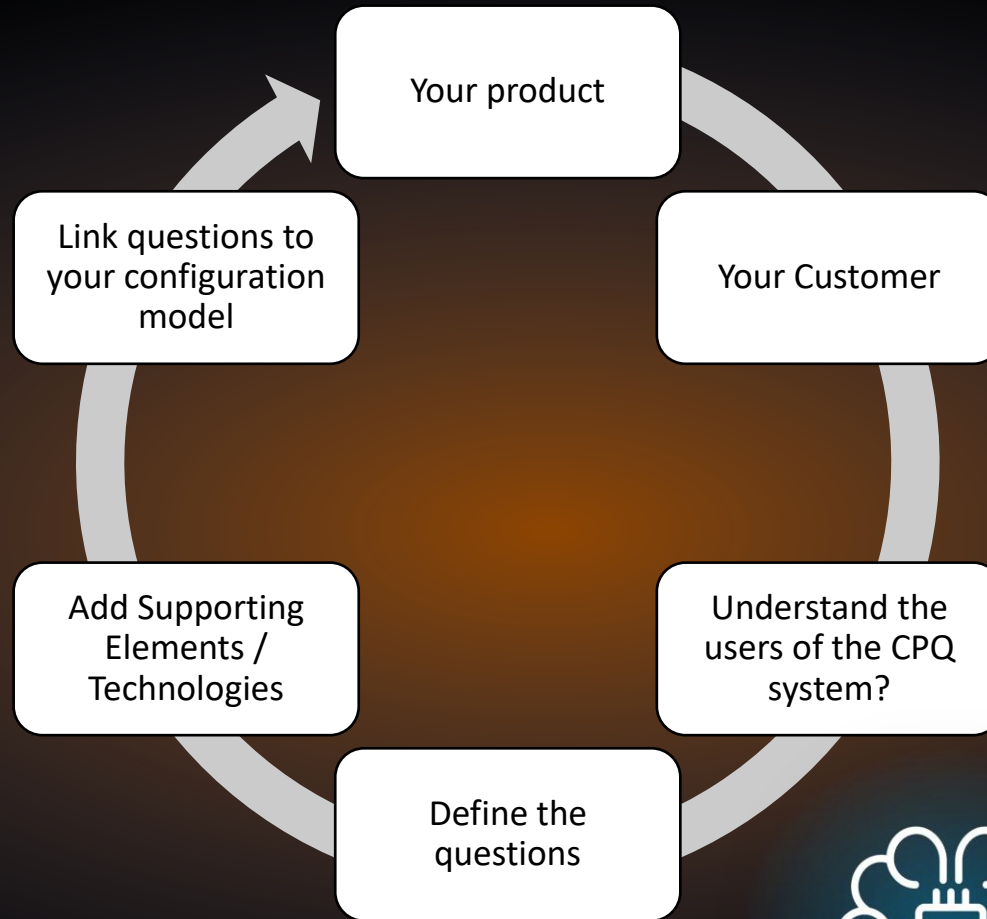 Your product
Your Customer
Understand the
users of the CPQ
system?
Define the
questions
Add Supporting
Elements /
Technologies
Link questions to
your configuration
model